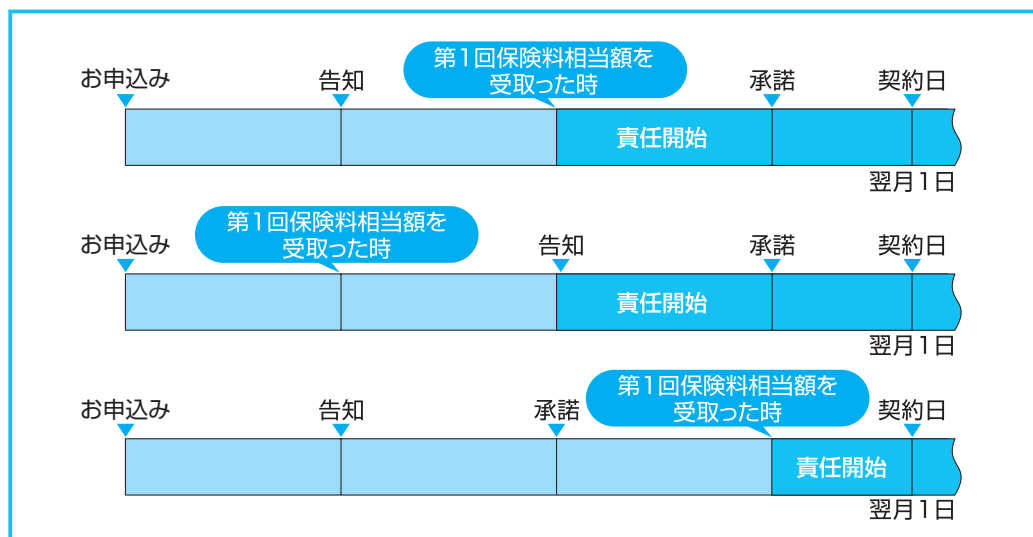 お申込み
告知
第1回保険料相当額を
受取った時
承諾
契約日
責任開始
翌月1日
お申込み
第1回保険料相当額を
受取った時
告知
承諾
契約日
責任開始
翌月1日
お申込み
告知
承諾
第1回保険料相当額を
受取った時
契約日
責任開始
翌月1日